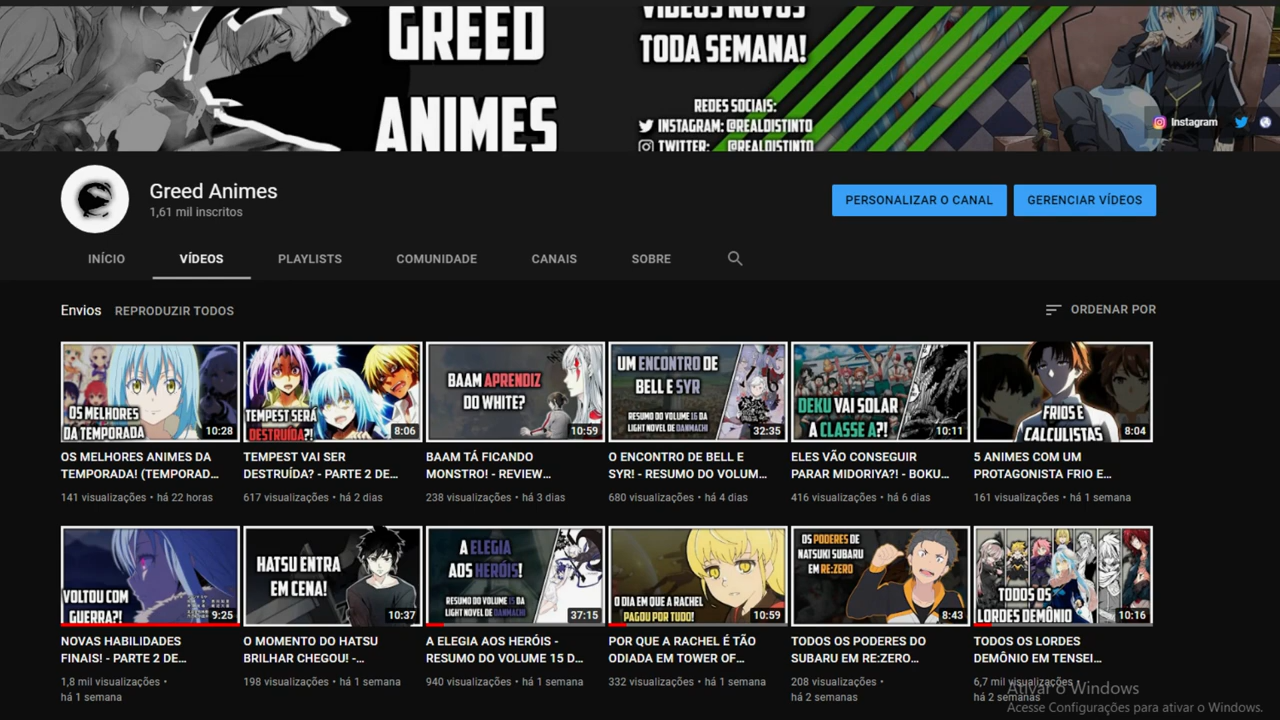 GREED
ANIMES
VÍDEOS NOVOS
TODA SEMANA!
REDES SOCIAIS:
INSTAGRAM: @REALDISTINTO
TWITTER: @REALDISTINTO
Instagram
Greed Animes
1,61 mil inscritos
PERSONALIZAR O CANAL
GERENCIAR VÍDEOS
INÍCIO
VÍDEOS
PLAYLISTS
COMUNIDADE
CANAIS
SOBRE
Envios
REPRODUZIR TODOS
ORDENAR POR
OS MELHORES
DA TEMPORADA
10:28
OS MELHORES ANIMES DA
TEMPORADA! (TEMPORAD...
141 visualizações • há 22 horas
TEMPEST SERÁ
DESTRUÍDA?!
8:06
TEMPEST VAI SER
DESTRUÍDA? - PARTE 2 DE...
617 visualizações • há 2 dias
BAAM APRENDIZ
DO WHITE?
10:59
BAAM TÁ FICANDO
MONSTRO! - REVIEW...
238 visualizações • há 3 dias
UM ENCONTRO DE
BELL E SYR
RESUMO DO VOLUME 16 DA
LIGHT NOVEL DE DANMACHI
32:35
O ENCONTRO DE BELL E
SYR! - RESUMO DO VOLUM...
680 visualizações • há 4 dias
DEKU VAI SOLAR
A CLASSE A?!
10:11
ELES VÃO CONSEGUIR
PARAR MIDORIYA?! - BOKU...
416 visualizações • há 6 dias
FRIOS E
CALCULISTAS
8:04
5 ANIMES COM UM
PROTAGONISTA FRIO E...
161 visualizações • há 1 semana
VOLTOU COM
GUERRA?!
9:25
NOVAS HABILIDADES
FINAIS! - PARTE 2 DE...
1,8 mil visualizações •
há 1 semana
HATSU ENTRA
EM CENA!
10:37
O MOMENTO DO HATSU
BRILHAR CHEGOU! -...
198 visualizações • há 1 semana
A ELEGIA
AOS HERÓIS!
RESUMO DO VOLUME 15 DA
LIGHT NOVEL DE DANMACHI
37:15
A ELEGIA AOS HERÓIS -
RESUMO DO VOLUME 15 D...
940 visualizações • há 1 semana
O DIA EM QUE A RACHEL
PAGOU POR TUDO!
10:59
POR QUE A RACHEL É TÃO
ODIADA EM TOWER OF...
332 visualizações • há 1 semana
OS PODERES DE
NATSUKI SUBARU
EM RE:ZERO
8:43
TODOS OS PODERES DO
SUBARU EM RE:ZERO...
208 visualizações •
há 2 semanas
TODOS OS
LORDES DEMÔNIO
10:16
TODOS OS LORDES
DEMÔNIO EM TENSEI...
6,7 mil visualizações •
há 2 semanas
Ativar o Windows
Acesse Configurações para ativar o Windows.